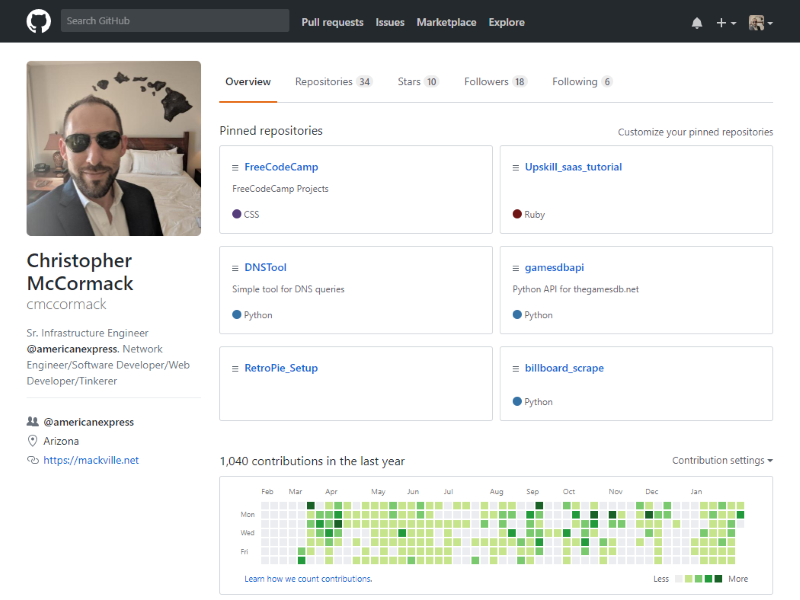 Search GitHub
Pull requests Issues Marketplace Explore
Overview Repositories 34 Stars 10 Followers 18 Following 6
Pinned repositories
Customize your pinned repositories
FreeCodeCamp
FreeCodeCamp Projects
CSS
Upskill_saas_tutorial
Ruby
DNSTool
Simple tool for DNS queries
Python
gamesdbapi
Python API for thegamesdb.net
Python
RetroPie_Setup
billboard_scrape
Python
Christopher
McCormack
cmccormack
Sr. Infrastructure Engineer
@americanexpress. Network
Engineer/Software Developer/Web
Developer/Tinkerer
@americanexpress
Arizona
https://mackville.net
1,040 contributions in the last year
Contribution settings
Feb Mar Apr May Jun Jul Aug Sep Oct Nov Dec Jan
Mon
Wed
Fri
Learn how we count contributions.
Less More